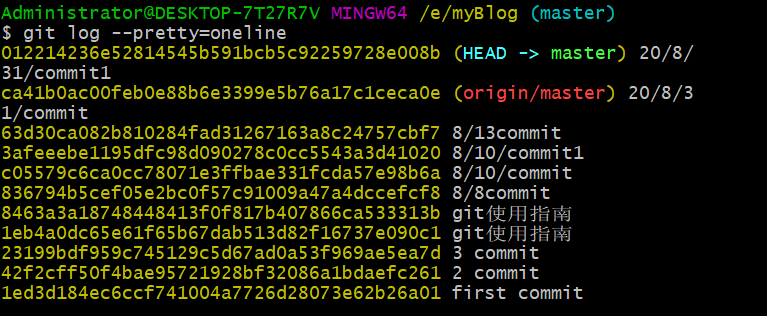 Administrator@DESKTOP-7T27R7V MINGW64 /e/myBlog (master)
$ git log --pretty=oneline
012214236e52814545b591bcb5c92259728e008b (HEAD -> master) 20/8/
31/commit1
ca41b0ac00feb0e88b6e3399e5b76a17c1ceca0e (origin/master) 20/8/3
1/commit
63d30ca082b810284fad31267163a8c24757cbf7 8/13commit
3afeeebe1195dfc98d090278c0cc5543a3d41020 8/10/commit1
c05579c6ca0cc78071e3ffbae331fcda57e98b6a 8/10/commit
836794b5cef05e2bc0f57c91009a47a4dccefcf8 8/8commit
8463a3a18748448413f0f817b407866ca533313b git使用指南
1eb4a0dc65e61f65b67dab513d82f16737e090c1 git使用指南
23199bdf959c745129c5d67ad0a53f969ae5ea7d 3 commit
42f2cff50f4bae95721928bf32086a1bdaefc261 2 commit
1ed3d184ec6ccf741004a7726d28073e62b26a01 first commit